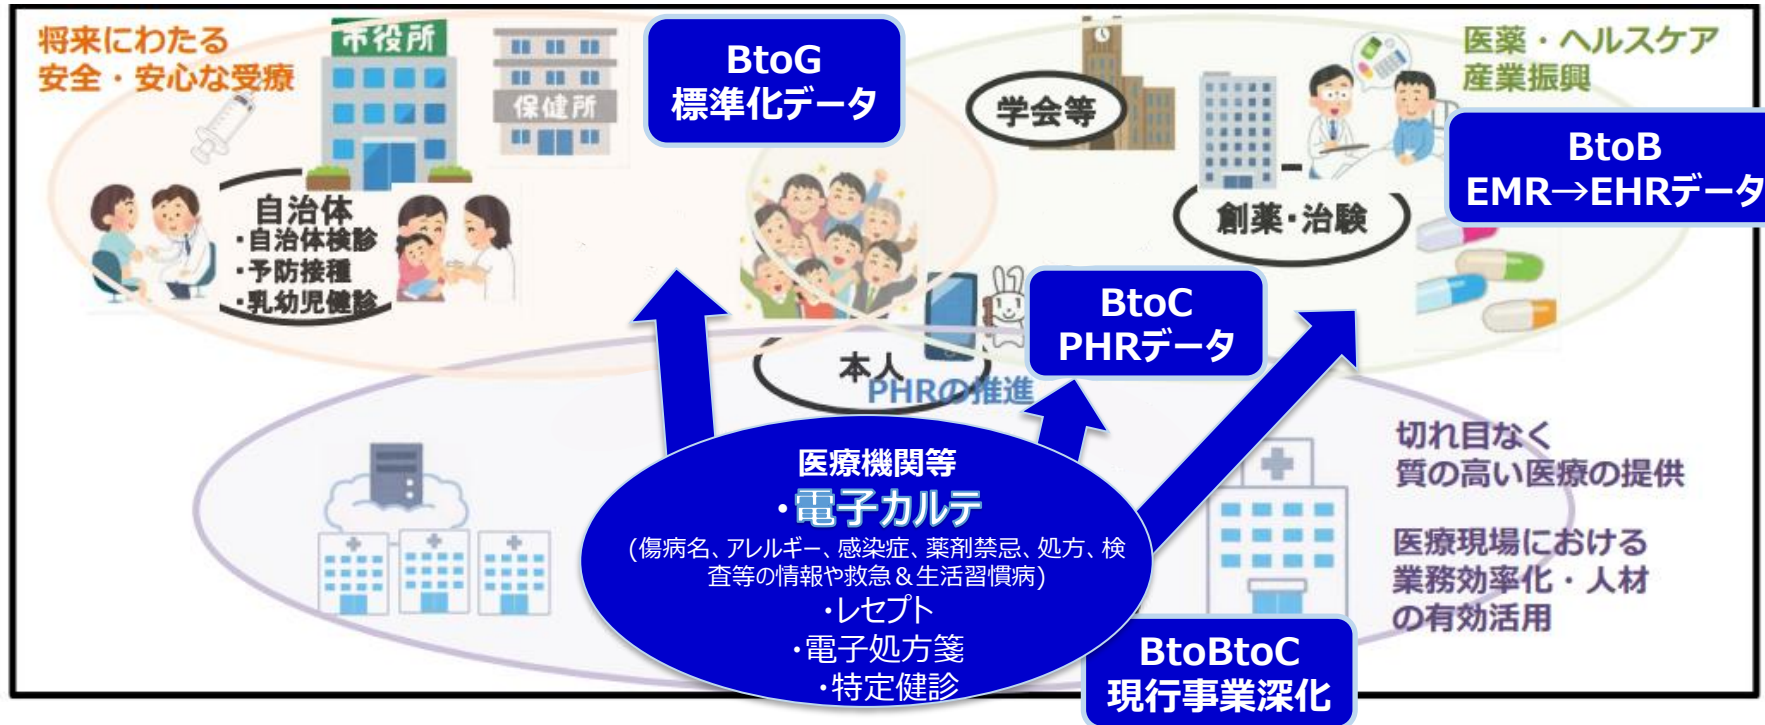 将来にわたる
安全・安心な受療
市役所
保健所
BtoG
標準化データ
学会等
医薬・ヘルスケア
産業振興
BtoB
EMR→EHRデータ
自治体
・自治体検診
・予防接種
・乳幼児健診
創薬・治験
BtoC
PHRデータ
本人
PHRの推進
医療機関等
・電子カルテ
(傷病名、アレルギー、感染症、薬剤禁忌、処方、検
査等の情報や救急＆生活習慣病)
・レセプト
・電子処方箋
・特定健診
切れ目なく
質の高い医療の提供
医療現場における
業務効率化・人材
の有効活用
BtoBtoC
現行事業深化